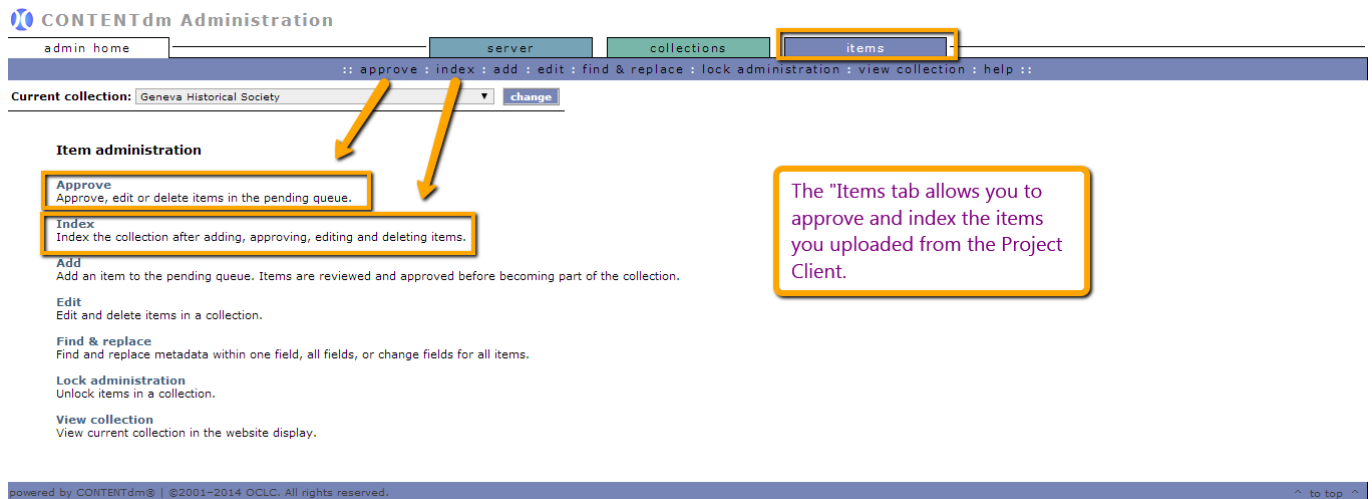 CONTENTdm Administration
admin home server collections items
:: approve : index : add : edit : find & replace : lock administration : view collection : help ::
Current collection: Geneva Historical Society ▼ change
Item administration
Approve
Approve, edit or delete items in the pending queue.
Index
Index the collection after adding, approving, editing and deleting items.
Add
Add an item to the pending queue. Items are reviewed and approved before becoming part of the collection.
Edit
Edit and delete items in a collection.
Find & replace
Find and replace metadata within one field, all fields, or change fields for all items.
Lock administration
Unlock items in a collection.
View collection
View current collection in the website display.
The "Items tab allows you to
approve and index the items
you uploaded from the Project
Client.
powered by CONTENTdm® | ©2001–2014 OCLC. All rights reserved. ^ to top ^